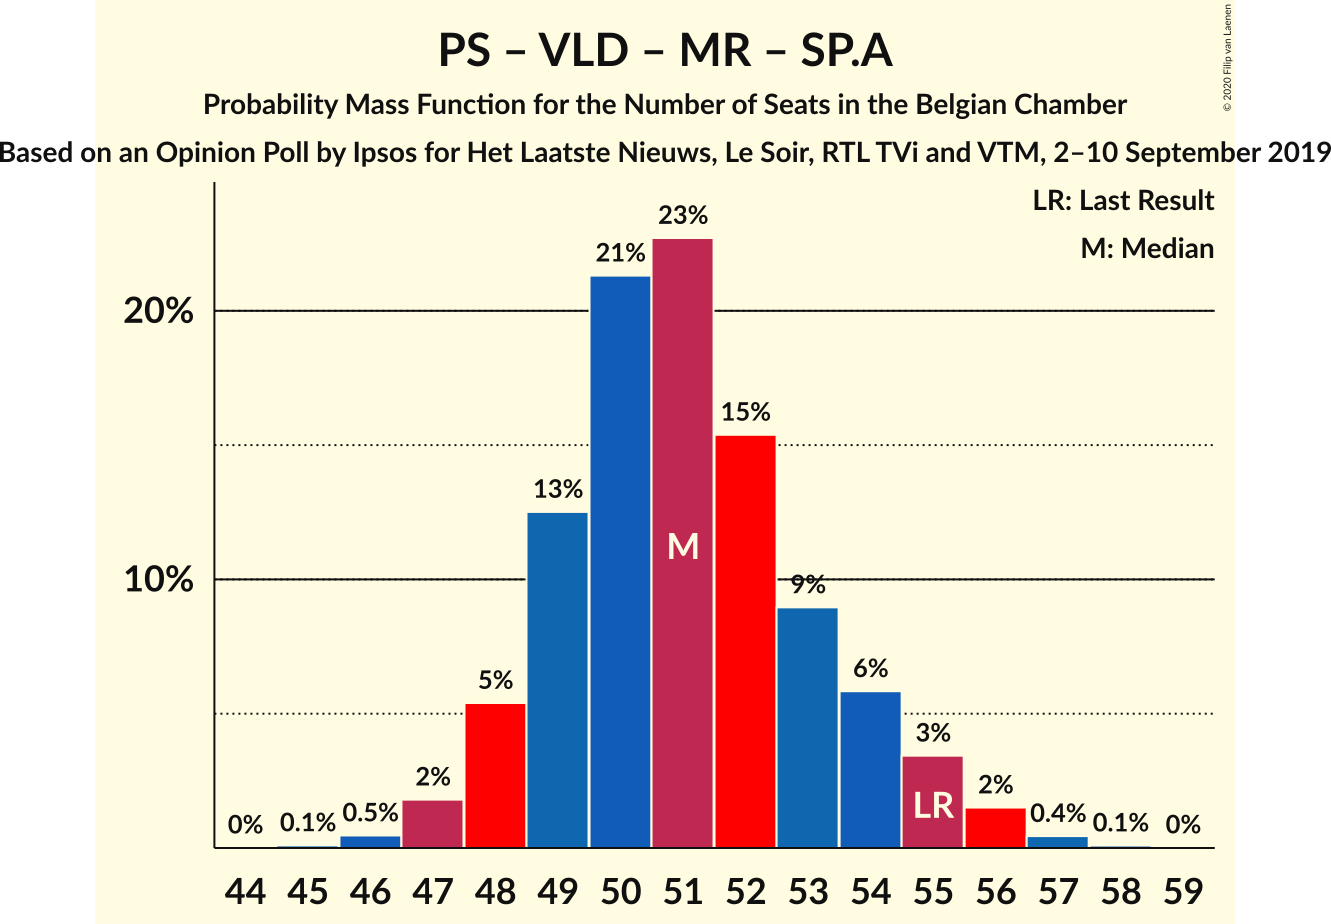 PS – VLD – MR – SP.A
Probability Mass Function for the Number of Seats in the Belgian Chamber
Based on an Opinion Poll by Ipsos for Het Laatste Nieuws, Le Soir, RTL TVi and VTM, 2–10 September 2019
© 2020 Filip van Laenen
LR: Last Result
M: Median
20%
10%
0% 0.1% 0.5% 2% 5% 13% 21% 23% 15% 9% 6% 3% 2% 0.4% 0.1% 0%
M
LR
44 45 46 47 48 49 50 51 52 53 54 55 56 57 58 59